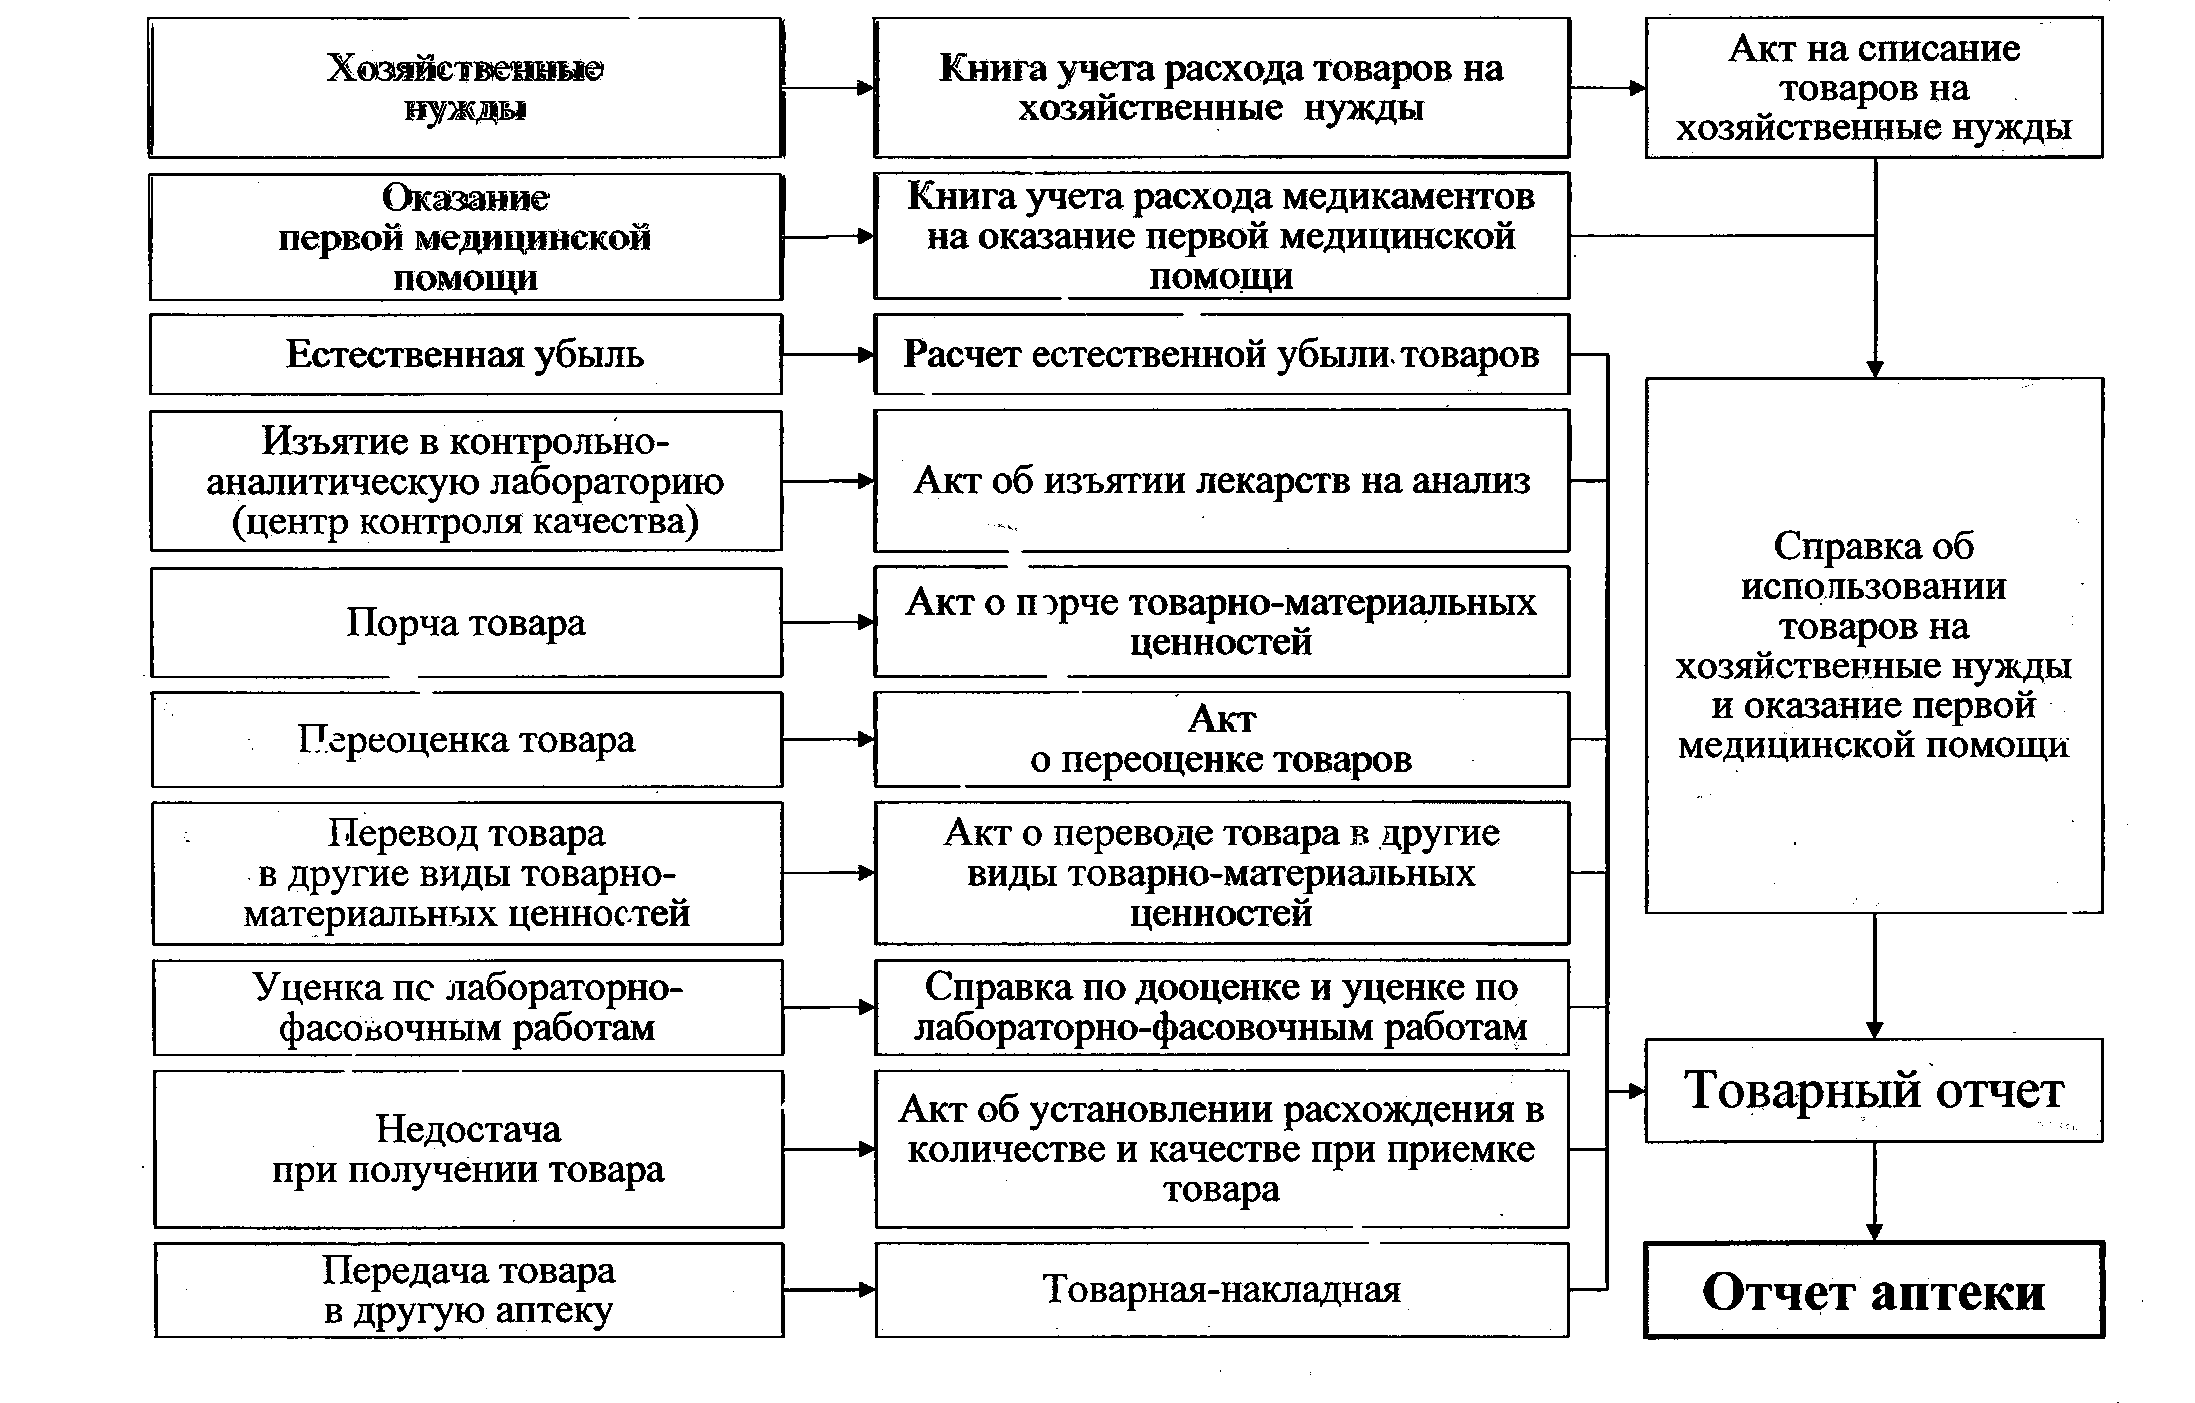 Хозяйственные
нужды
Книга учета расхода товаров на
хозяйственные нужды
Акт на списание
товаров на
хозяйственные нужды
Оказание
первой медицинской
помощи
Книга учета расхода медикаментов
на оказание первой медицинской
помощи
Естественная убыль
Расчет естественной убыли товаров
Изъятие в контрольно-
аналитическую лабораторию
(центр контроля качества)
Акт об изъятии лекарств на анализ
Справка об
использовании
товаров на
хозяйственные нужды
и оказание первой
медицинской помощи
Порча товара
Акт о порче товарно-материальных
ценностей
Переоценка товара
Акт
о переоценке товаров
Перевод товара
в другие виды товарно-
материальных ценностей
Акт о переводе товара в другие
виды товарно-материальных
ценностей
Уценка по лабораторно-
фасовочным работам
Справка по дооценке и уценке по
лабораторно-фасовочным работам
Товарный отчет
Недостача
при получении товара
Акт об установлении расхождения в
количестве и качестве при приемке
товара
Передача товара
в другую аптеку
Товарная-накладная
Отчет аптеки